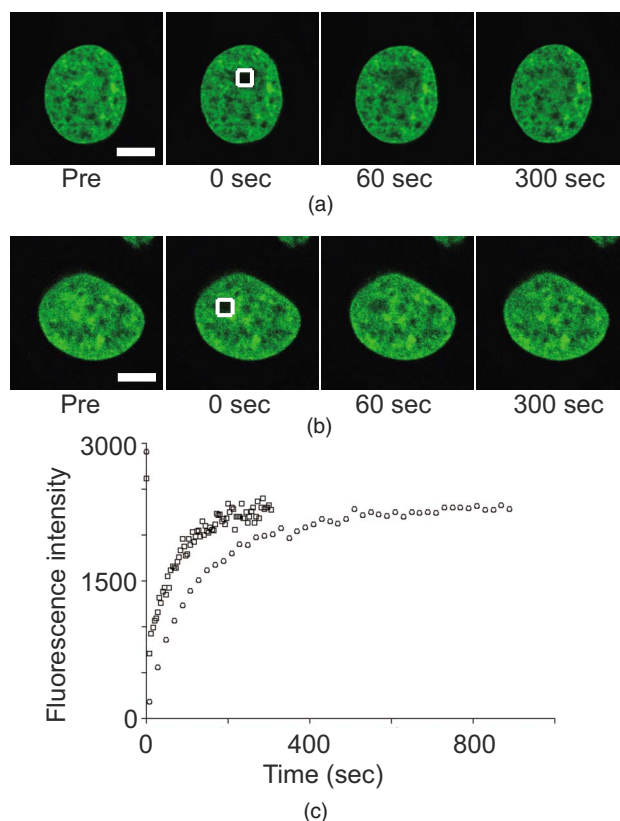 Pre 0 sec 60 sec 300 sec
(a)
Pre 0 sec 60 sec 300 sec
(b)
3000
1500
0
Fluorescence intensity
0 400 800
Time (sec)
(c)